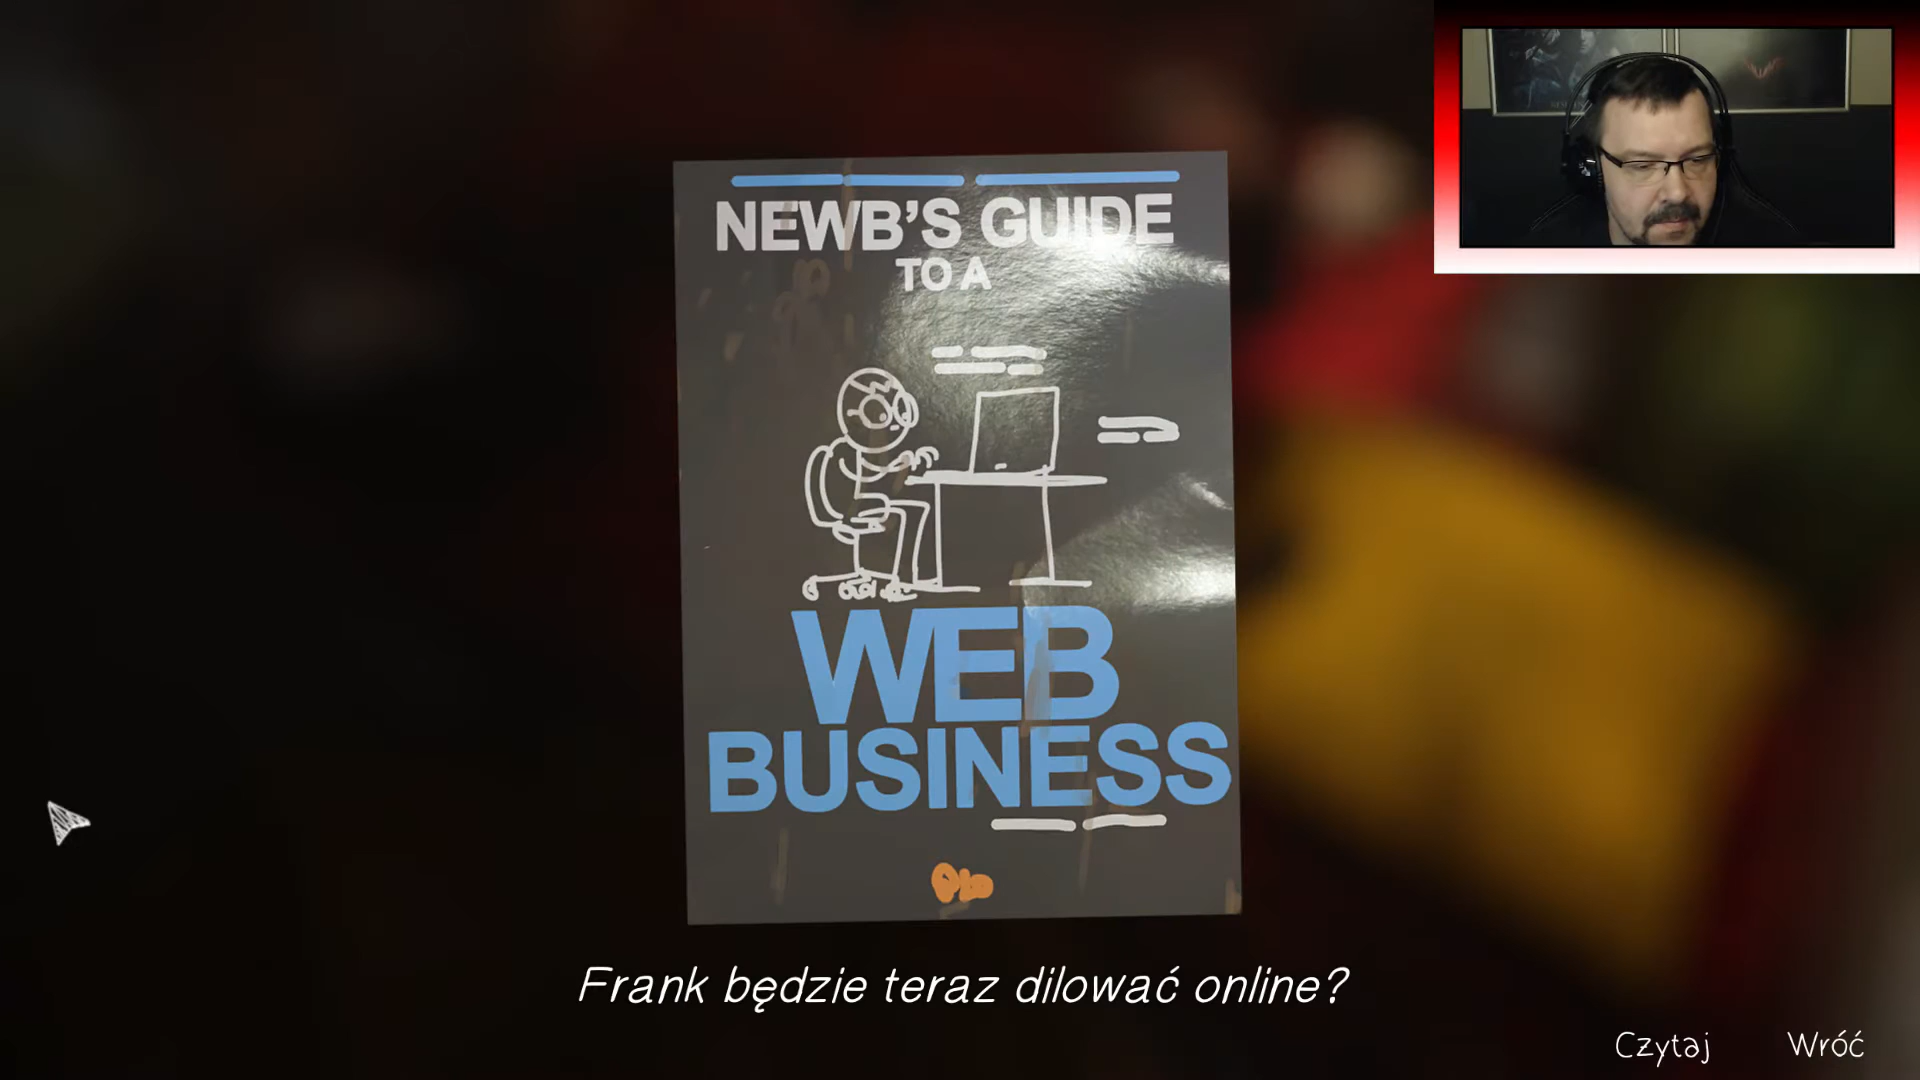 NEWB'S GUIDE
TO A
WEB
BUSINESS
Frank będzie teraz dilować online?
Czytaj
Wróć